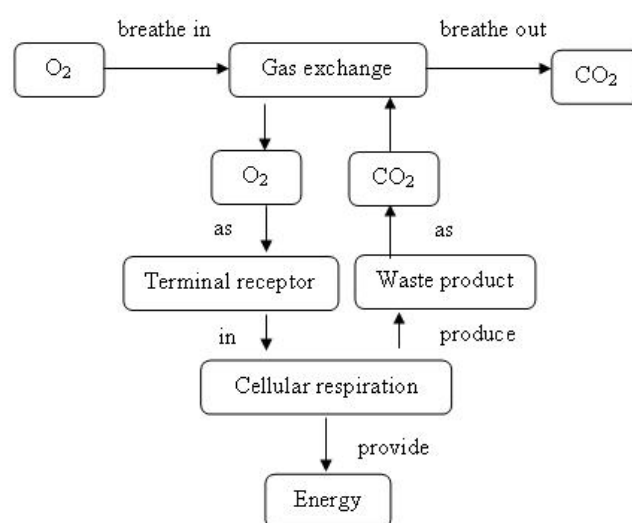 breathe in
breathe out
O2
Gas exchange
CO2
O2
CO2
as
as
Terminal receptor
Waste product
in
produce
Cellular respiration
provide
Energy